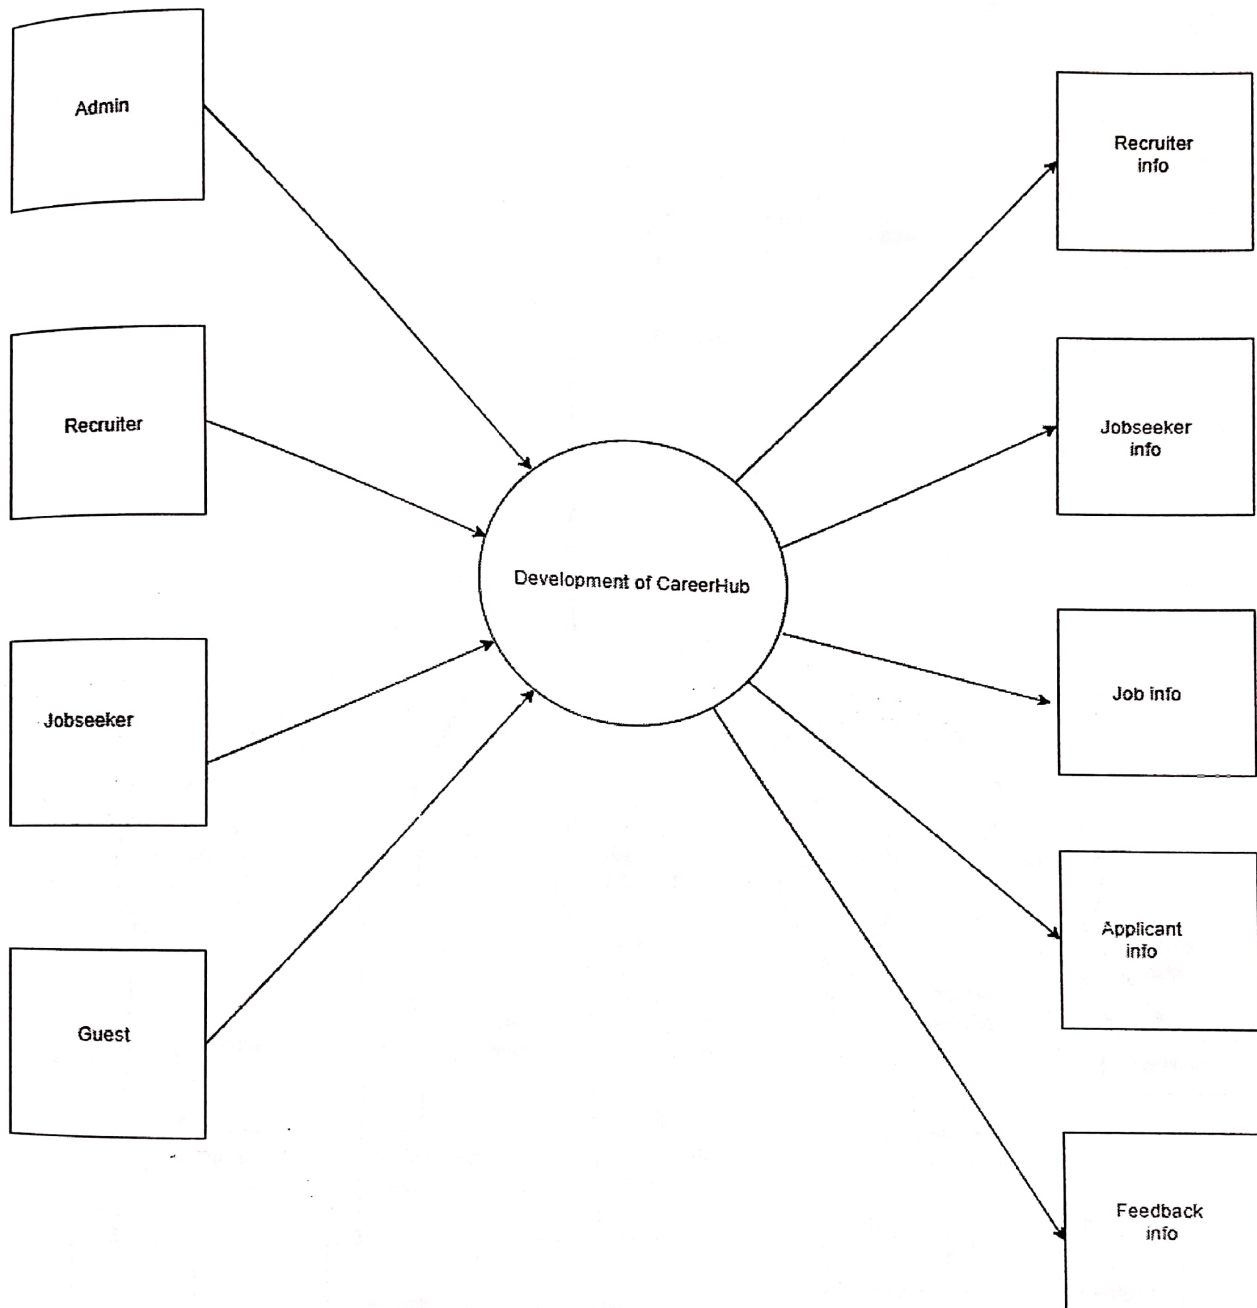 Admin
Recruiter
Jobseeker
Guest
Development of CareerHub
Recruiter
info
Jobseeker
info
Job info
Applicant
info
Feedback
info